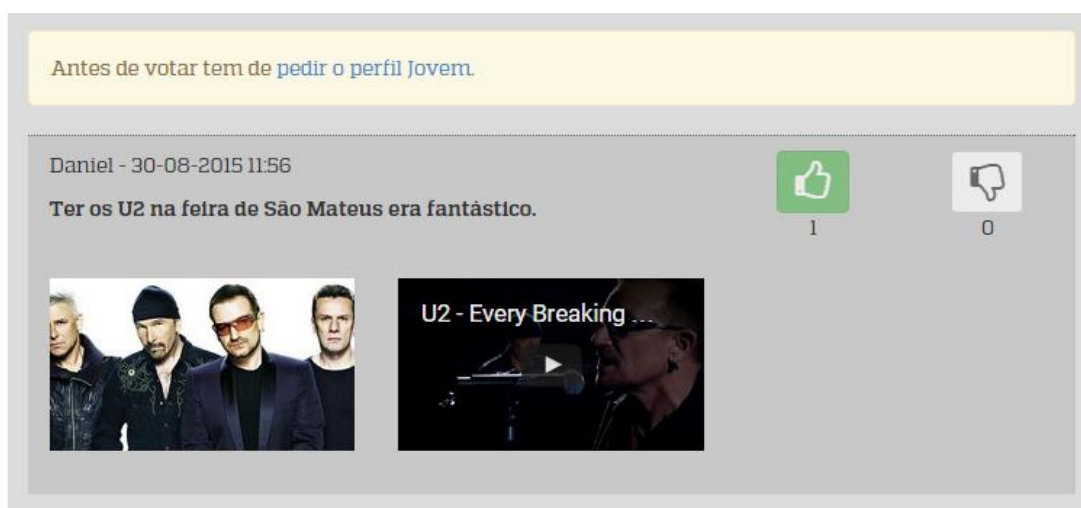 Antes de votar tem de pedir o perfil Jovem.
Daniel - 30-08-2015 11:56
Ter os U2 na feira de São Mateus era fantástico.
1
0
U2 - Every Breaking ...